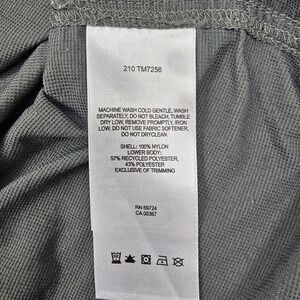 210 TM7256
MACHINE WASH COLD GENTLE, WASH
SEPARATELY, DO NOT BLEACH, TUMBLE
DRY LOW, REMOVE PROMPTLY, IRON
LOW, DO NOT USE FABRIC SOFTENER,
DO NOT DRYCLEAN
SHELL: 100% NYLON
LOWER BODY:
57% RECYCLED POLYESTER,
43% POLYESTER
EXCLUSIVE OF TRIMMING
RN 69724
CA 05367